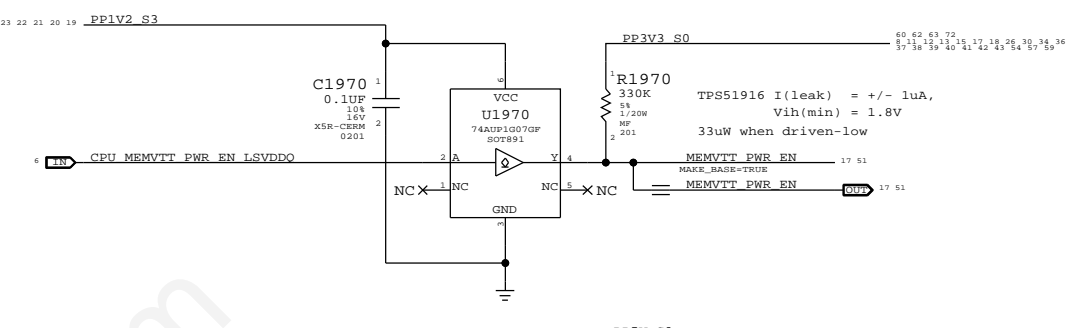 23 22 21 20 19 PP1V2_S3
PP3V3_S0
60 62 63 72
8 11 12 13 15 17 18 26 30 34 36
37 38 39 40 41 42 43 54 57 59
C1970
0.1UF
10%
16V
X5R-CERM
0201
1
2
6
VCC
U1970
74AUP1G07GF
SOT891
1
R1970
330K
5%
1/20W
MF
201
2
TPS51916 I(leak) = +/- 1uA,
Vih(min) = 1.8V
33uW when driven-low
6 IN CPU_MEMVTT_PWR_EN_LSVDDQ
2 A
Y 4
MEMVTT_PWR_EN 17 51
MAKE_BASE=TRUE
NC 1 NC
NC 5 NC
MEMVTT_PWR_EN OUT 17 51
GND
3